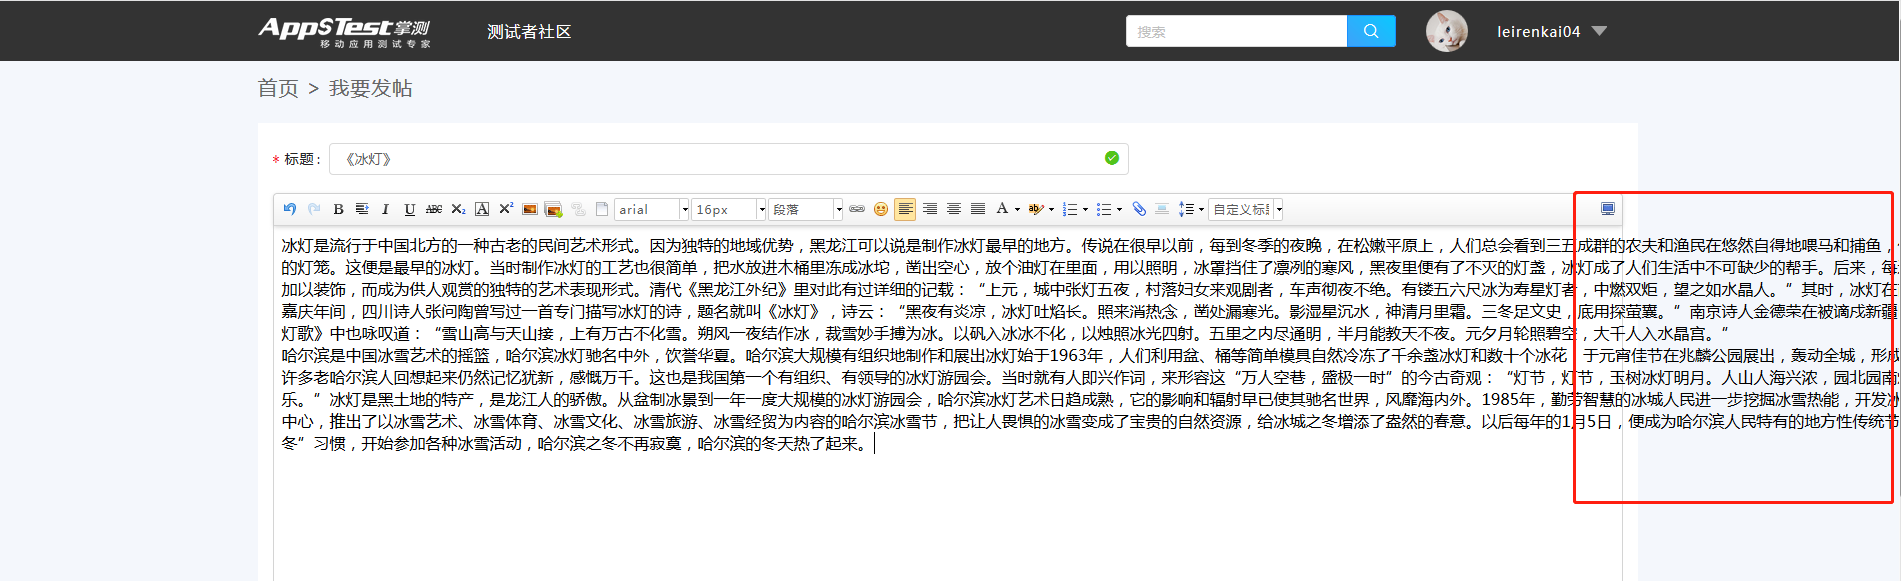 AppSTest掌测
移动应用测试专家
测试者社区
搜索
leirenkai04
首页 > 我要发帖
* 标题: 《冰灯》
B I U ABC X₂ A X² arial 16px 段落 A ab 自定义标题
冰灯是流行于中国北方的一种古老的民间艺术形式。因为独特的地域优势，黑龙江可以说是制作冰灯最早的地方。传说在很早以前，每到冬季的夜晚，在松嫩平原上，人们总会看到三五成群的农夫和渔民在悠然自得地喂马和捕鱼，
的灯笼。这便是最早的冰灯。当时制作冰灯的工艺也很简单，把水放进木桶里冻成冰坨，凿出空心，放个油灯在里面，用以照明，冰罩挡住了凛冽的寒风，黑夜里便有了不灭的灯盏，冰灯成了人们生活中不可缺少的帮手。后来，每
加以装饰，而成为供人观赏的独特的艺术表现形式。清代《黑龙江外纪》里对此有过详细的记载：“上元，城中张灯五夜，村落妇女来观剧者，车声彻夜不绝。有镂五六尺冰为寿星灯者，中燃双炬，望之如水晶人。”其时，冰灯在
嘉庆年间，四川诗人张问陶曾写过一首专门描写冰灯的诗，题名就叫《冰灯》，诗云：“黑夜有炎凉，冰灯吐焰长。照来消热念，凿处漏寒光。影湿星沉水，神清月里霜。三冬足文史，底用探萤囊。”南京诗人金德荣在被谪戍新疆
灯歌》中也咏叹道：“雪山高与天山接，上有万古不化雪。朔风一夜结作冰，裁雪妙手搏为冰。以矾入冰冰不化，以烛照冰光四射。五里之内尽通明，半月能教天不夜。元夕月轮照碧空，大千人入水晶宫。“
哈尔滨是中国冰雪艺术的摇篮，哈尔滨冰灯驰名中外，饮誉华夏。哈尔滨大规模有组织地制作和展出冰灯始于1963年，人们利用盆、桶等简单模具自然冷冻了千余盏冰灯和数十个冰花，于元宵佳节在兆麟公园展出，轰动全城，形成
许多老哈尔滨人回想起来仍然记忆犹新，感慨万千。这也是我国第一个有组织、有领导的冰灯游园会。当时就有人即兴作词，来形容这“万人空巷，盛极一时”的今古奇观：“灯节，灯节，玉树冰灯明月。人山人海兴浓，园北园南
乐。”冰灯是黑土地的特产，是龙江人的骄傲。从盆制冰景到一年一度大规模的冰灯游园会，哈尔滨冰灯艺术日趋成熟，它的影响和辐射早已使其驰名世界，风靡海内外。1985年，勤劳智慧的冰城人民进一步挖掘冰雪热能，开发冰
中心，推出了以冰雪艺术、冰雪体育、冰雪文化、冰雪旅游、冰雪经贸为内容的哈尔滨冰雪节，把让人畏惧的冰雪变成了宝贵的自然资源，给冰城之冬增添了盎然的春意。以后每年的1月5日，便成为哈尔滨人民特有的地方性传统节
冬”习惯，开始参加各种冰雪活动，哈尔滨之冬不再寂寞，哈尔滨的冬天热了起来。